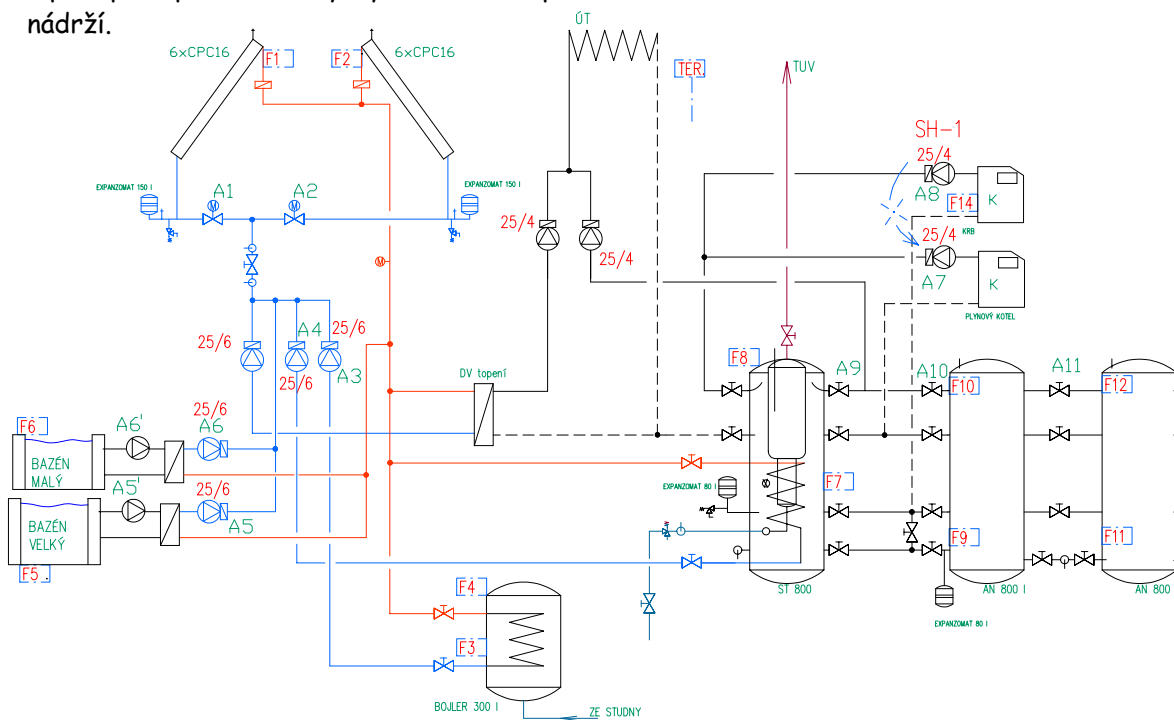 nádrží.
6xCPC16
F1
F2
6xCPC16
ÚT
TER.
TUV
SH-1
25/4
A8
F14
K
KRB
25/4
A7
K
PLYNOVÝ KOTEL
EXPANZOMAT 150 l
A1
M
A2
M
EXPANZOMAT 150 l
25/4
25/4
M
25/6
A4
25/6
25/6
A3
DV topení
F8
A9
A10
F10
A11
F12
F6
BAZÉN
MALÝ
A6'
25/6
A6
A5'
25/6
A5
BAZÉN
VELKÝ
F5
EXPANZOMAT 80 l
F7
F9
F11
ST 800
AN 800 l
AN 800
EXPANZOMAT 80 l
F4
F3
BOJLER 300 l
ZE STUDNY